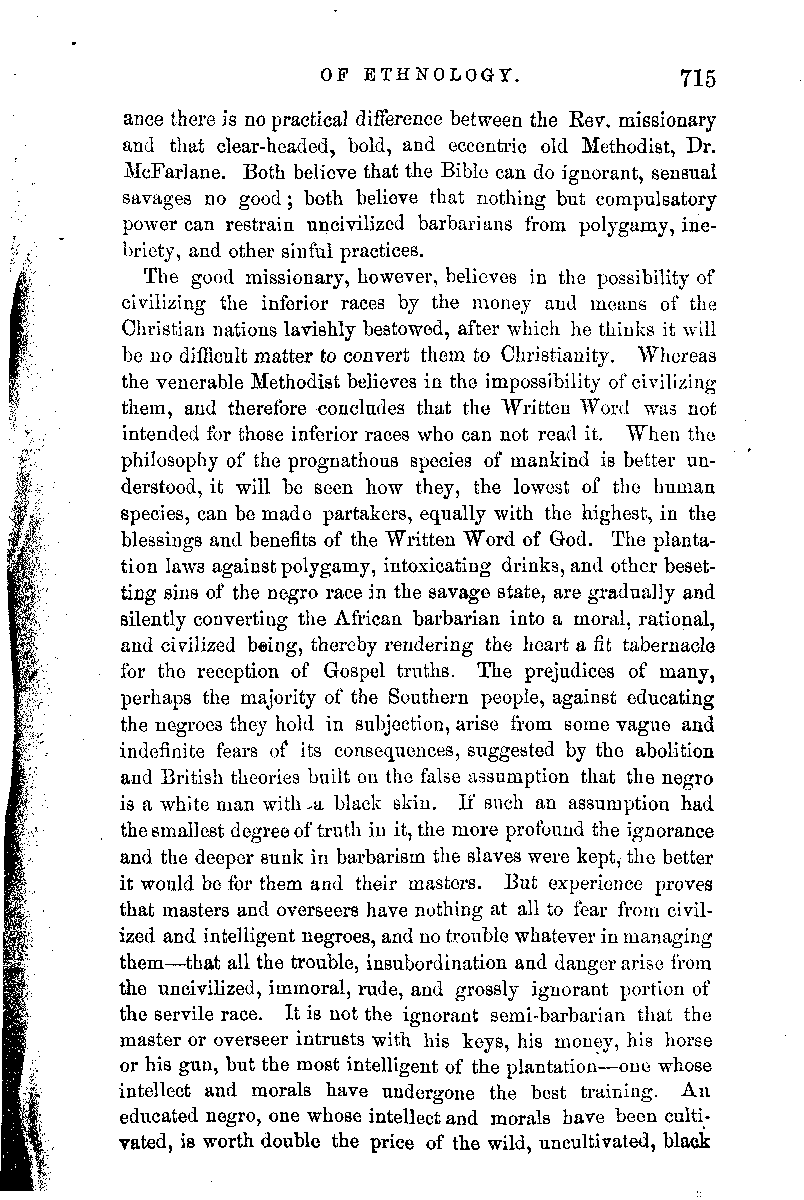 OF ETHNOLOGY. 715
ance there is no practical difference between the Rev. missionary
and that clear-headed, bold, and eccentric old Methodist, Dr.
McFarlane. Both believe that the Bible can do ignorant, sensual
savages no good; both believe that nothing but compulsatory
power can restrain uncivilized barbarians from polygamy, ine-
briety, and other sinful practices.
The good missionary, however, believes in the possibility of
civilizing the inferior races by the money and means of the
Christian nations lavishly bestowed, after which he thinks it will
be no difficult matter to convert them to Christianity. Whereas
the venerable Methodist believes in the impossibility of civilizing
them, and therefore concludes that the Written Word was not
intended for those inferior races who can not read it. When the
philosophy of the prognathous species of mankind is better un-
derstood, it will be seen how they, the lowest of the human
species, can be made partakers, equally with the highest, in the
blessings and benefits of the Written Word of God. The planta-
tion laws against polygamy, intoxicating drinks, and other beset-
ting sins of the negro race in the savage state, are gradually and
silently converting the African barbarian into a moral, rational,
and civilized being, thereby rendering the heart a fit tabernacle
for the reception of Gospel truths. The prejudices of many,
perhaps the majority of the Southern people, against educating
the negroes they hold in subjection, arise from some vague and
indefinite fears of its consequences, suggested by the abolition
and British theories built on the false assumption that the negro
is a white man with a black skin. If such an assumption had
the smallest degree of truth in it, the more profound the ignorance
and the deeper sunk in barbarism the slaves were kept, the better
it would be for them and their masters. But experience proves
that masters and overseers have nothing at all to fear from civil-
ized and intelligent negroes, and no trouble whatever in managing
them—that all the trouble, insubordination and danger arise from
the uncivilized, immoral, rude, and grossly ignorant portion of
the servile race. It is not the ignorant semi-barbarian that the
master or overseer intrusts with his keys, his money, his horse
or his gun, but the most intelligent of the plantation—one whose
intellect and morals have undergone the best training. An
educated negro, one whose intellect and morals have been culti-
vated, is worth double the price of the wild, uncultivated, black